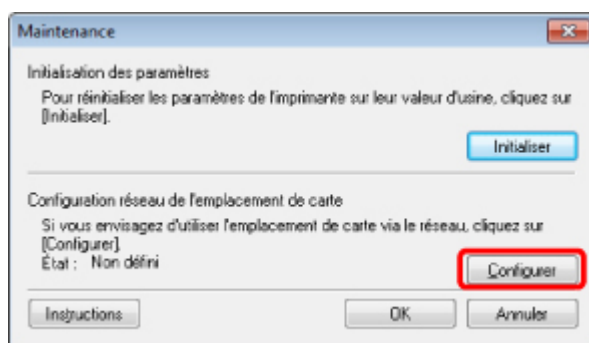 Maintenance
Initialisation des paramètres
Pour réinitialiser les paramètres de l'imprimante sur leur valeur d'usine, cliquez sur
[Initialiser].
Initialiser
Configuration réseau de l'emplacement de carte
Si vous envisagez d'utiliser l'emplacement de carte via le réseau, cliquez sur
[Configurer].
État : Non défini
Configurer
Instructions
OK
Annuler